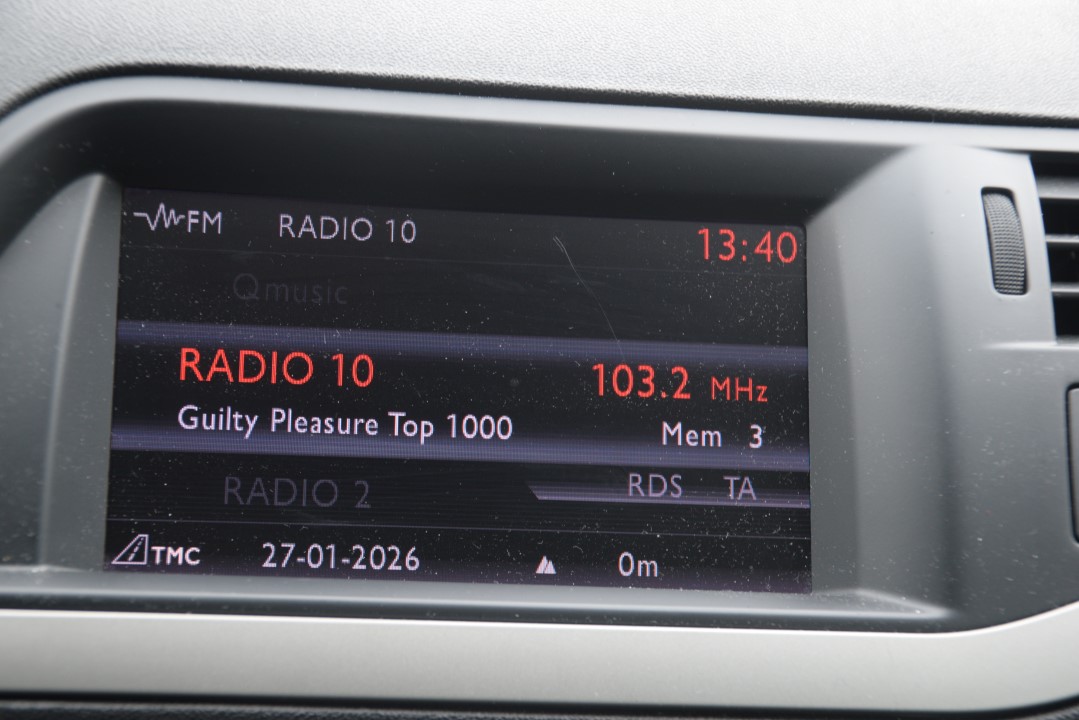 FM RADIO 10 13:40
Qmusic
RADIO 10 103.2 MHz
Guilty Pleasure Top 1000 Mem 3
RADIO 2 RDS TA
TMC 27-01-2026 0m